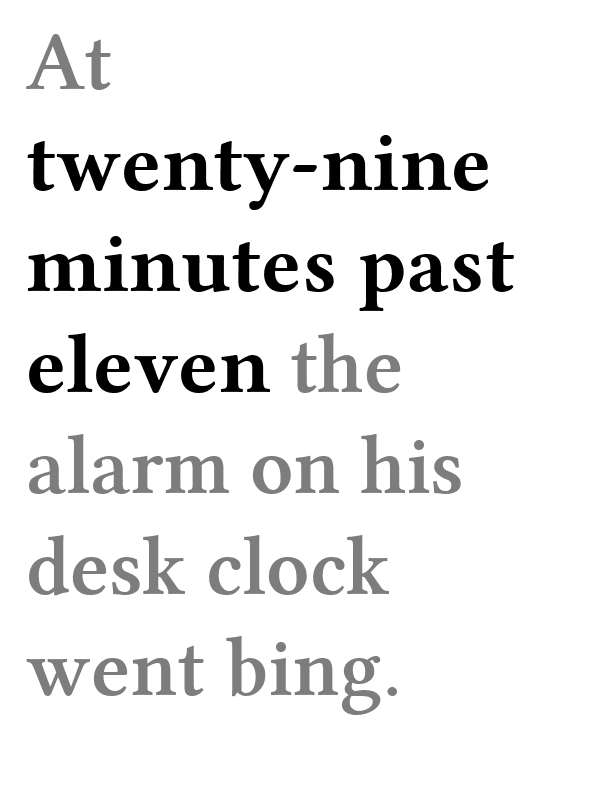 At
twenty-nine
minutes past
eleven the
alarm on his
desk clock
went bing.